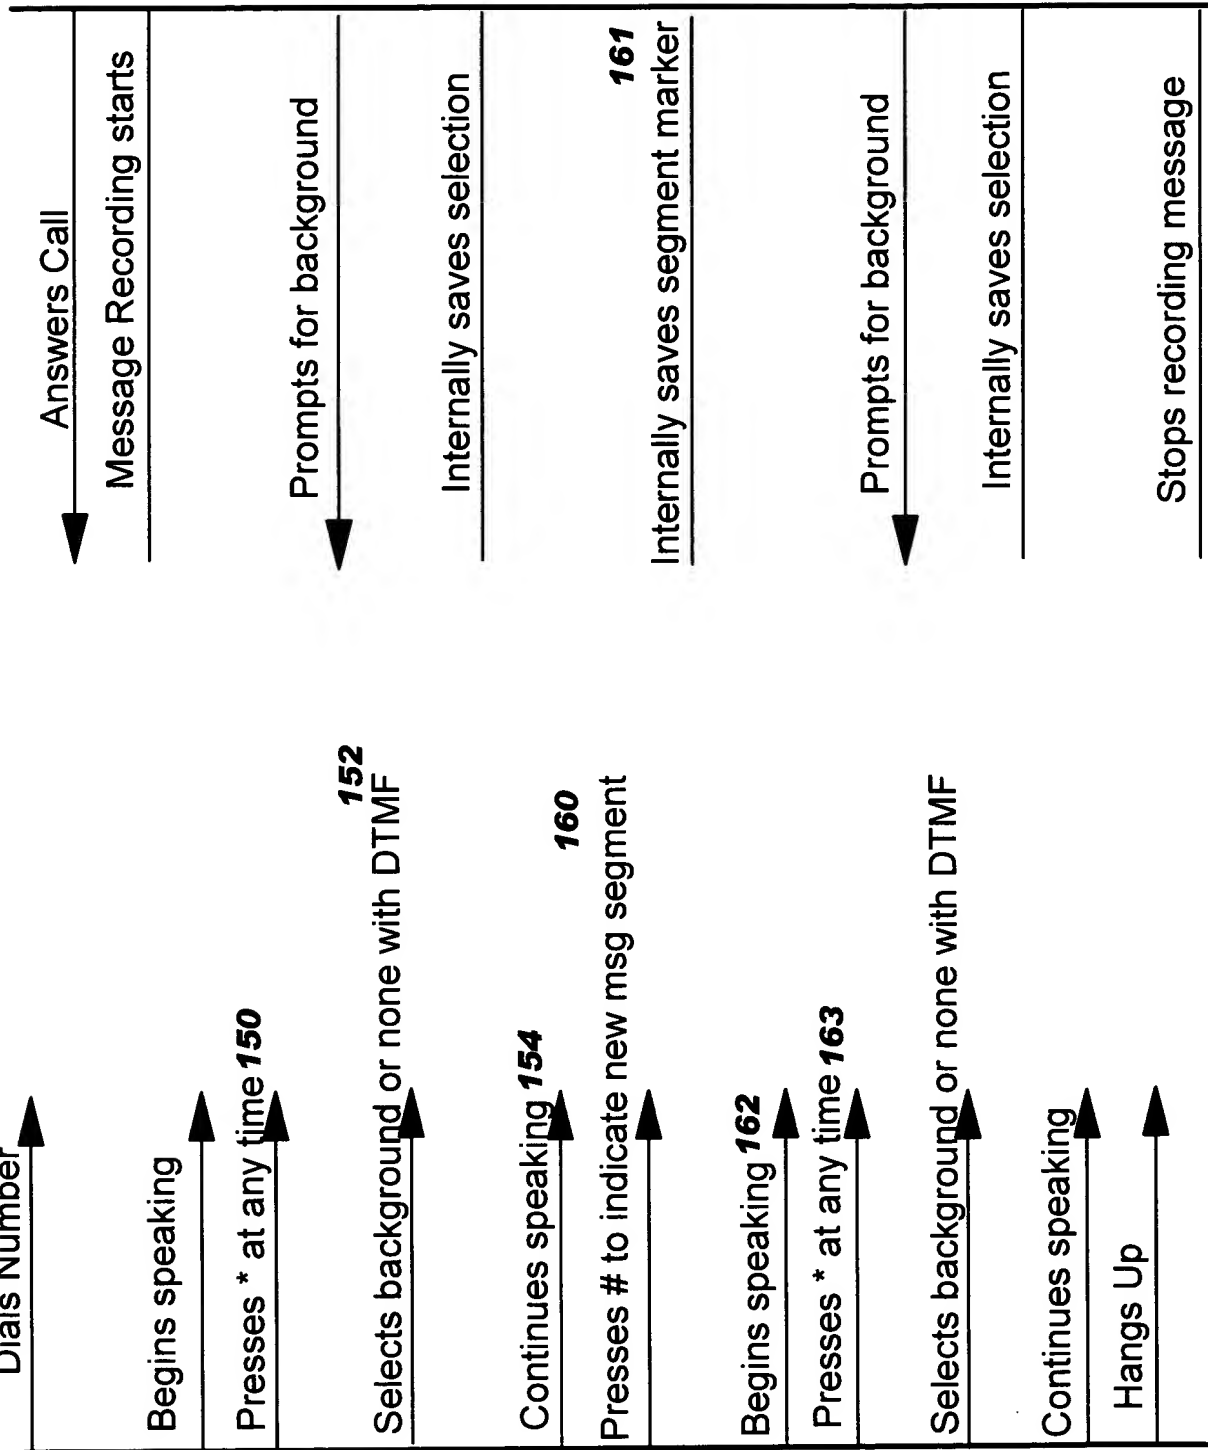 Dials Number
Answers Call
Message Recording starts
Begins speaking
Presses * at any time 150
Prompts for background
152
Selects background or none with DTMF
Internally saves selection
Continues speaking 154
160
Presses # to indicate new msg segment
161
Internally saves segment marker
Begins speaking 162
Presses * at any time 163
Prompts for background
Selects background or none with DTMF
Internally saves selection
Continues speaking
Hangs Up
Stops recording message